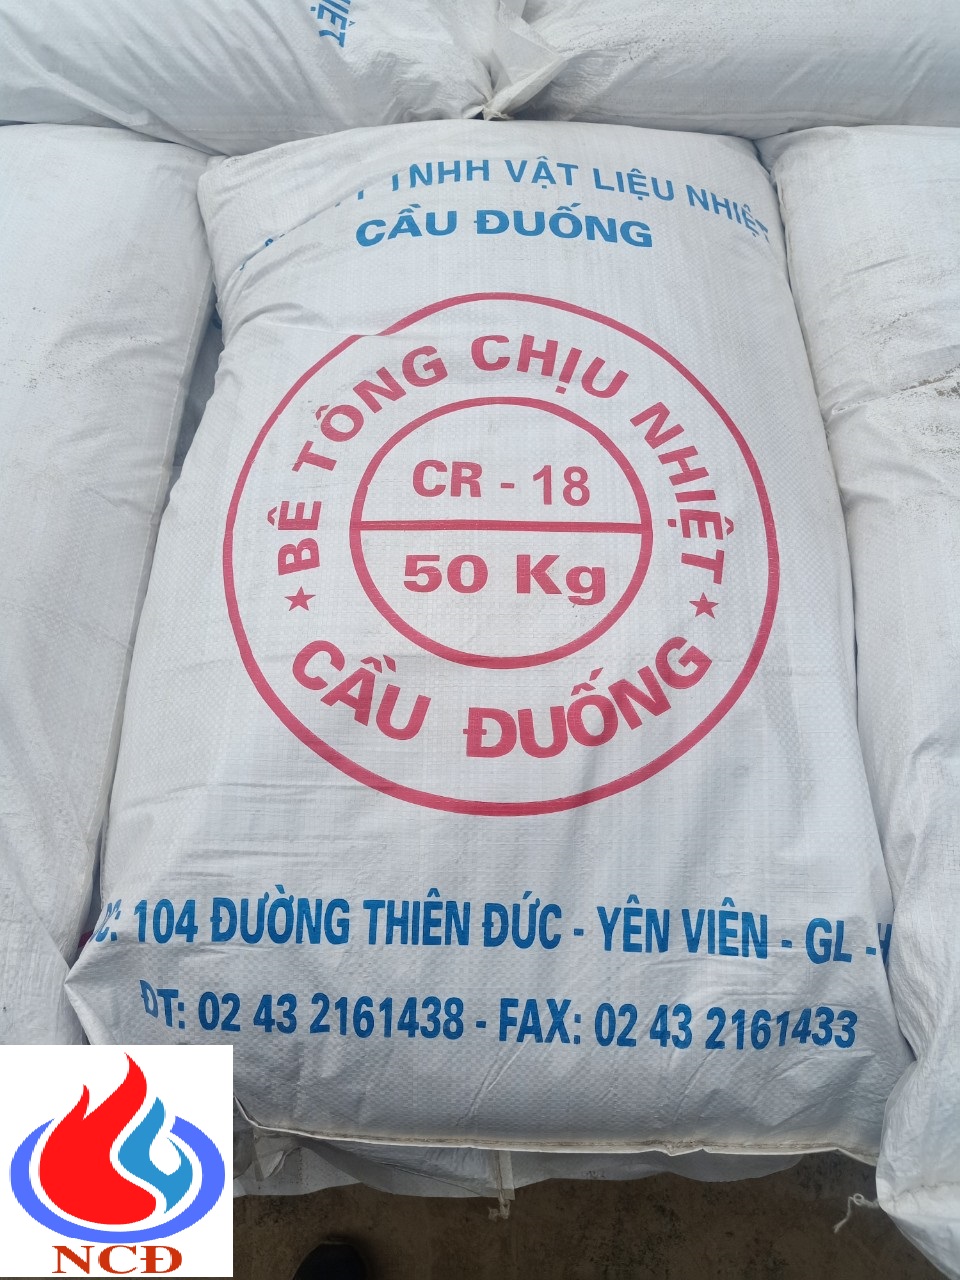 NHIỆT
TNHH VẬT LIỆU NHIỆT
CẦU ĐUỐNG
BÊ TÔNG CHỊU NHIỆT
CR - 18
50 Kg
CẦU ĐUỐNG
104 ĐƯỜNG THIÊN ĐỨC - YÊN VIÊN - GL -
ĐT: 02 43 2161438 - FAX: 02 43 2161433
NCĐ